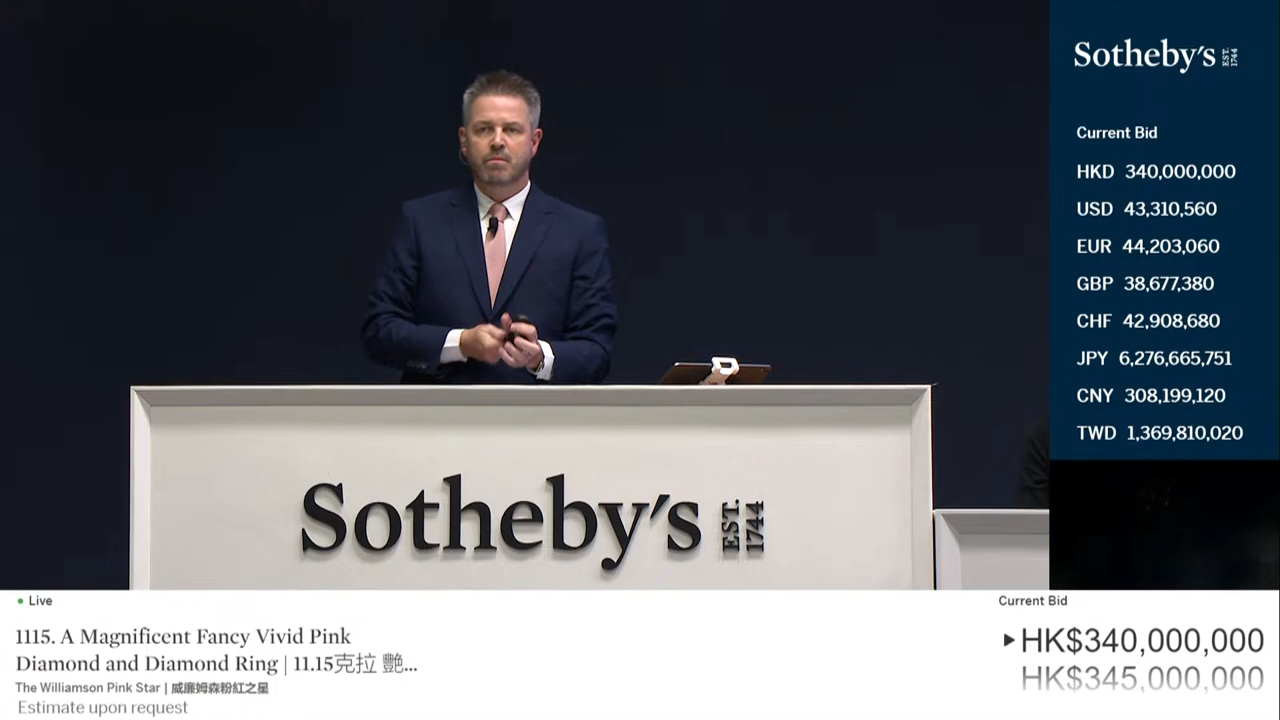 Sotheby's EST. 1744
Current Bid
HKD 340,000,000
USD 43,310,560
EUR 44,203,060
GBP 38,677,380
CHF 42,908,680
JPY 6,276,665,751
CNY 308,199,120
TWD 1,369,810,020
Sotheby's EST. 1744
Live
Current Bid
1115. A Magnificent Fancy Vivid Pink
Diamond and Diamond Ring | 11.15克拉 艷...
The Williamson Pink Star | 威廉姆森粉紅之星
Estimate upon request
HK$340,000,000
HK$345,000,000